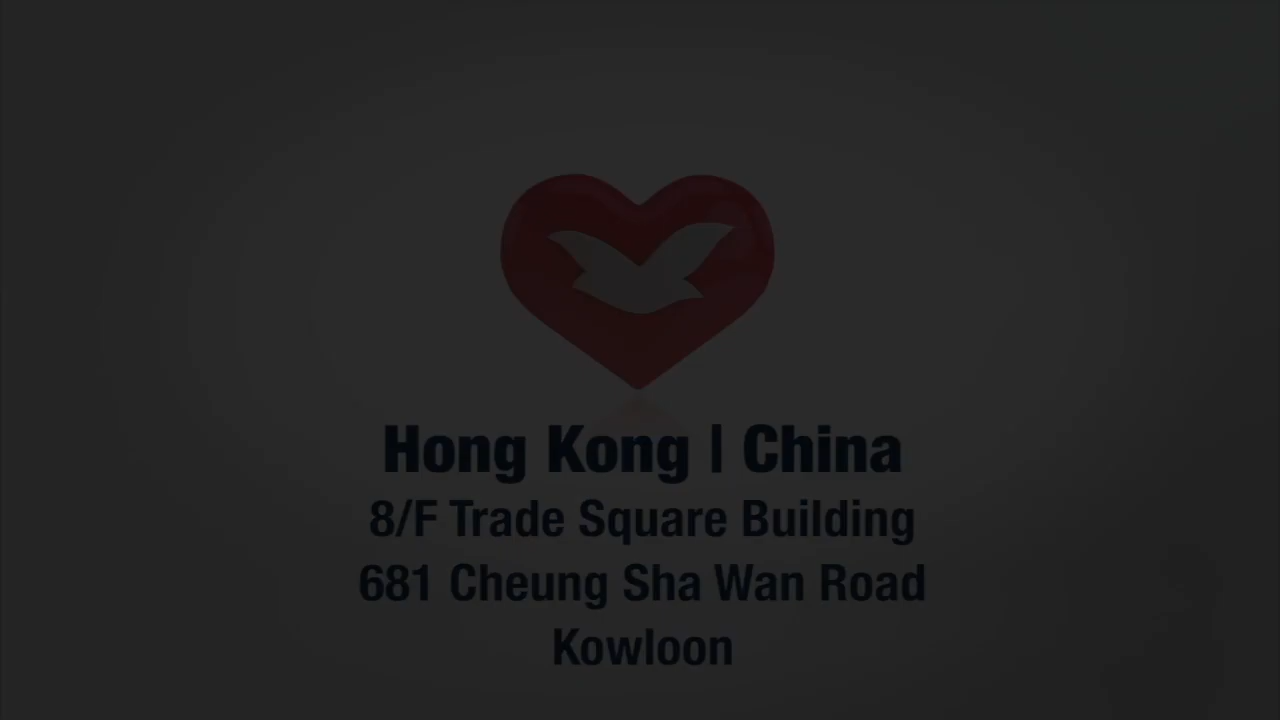 Hong Kong | China
8/F Trade Square Building
681 Cheung Sha Wan Road
Kowloon